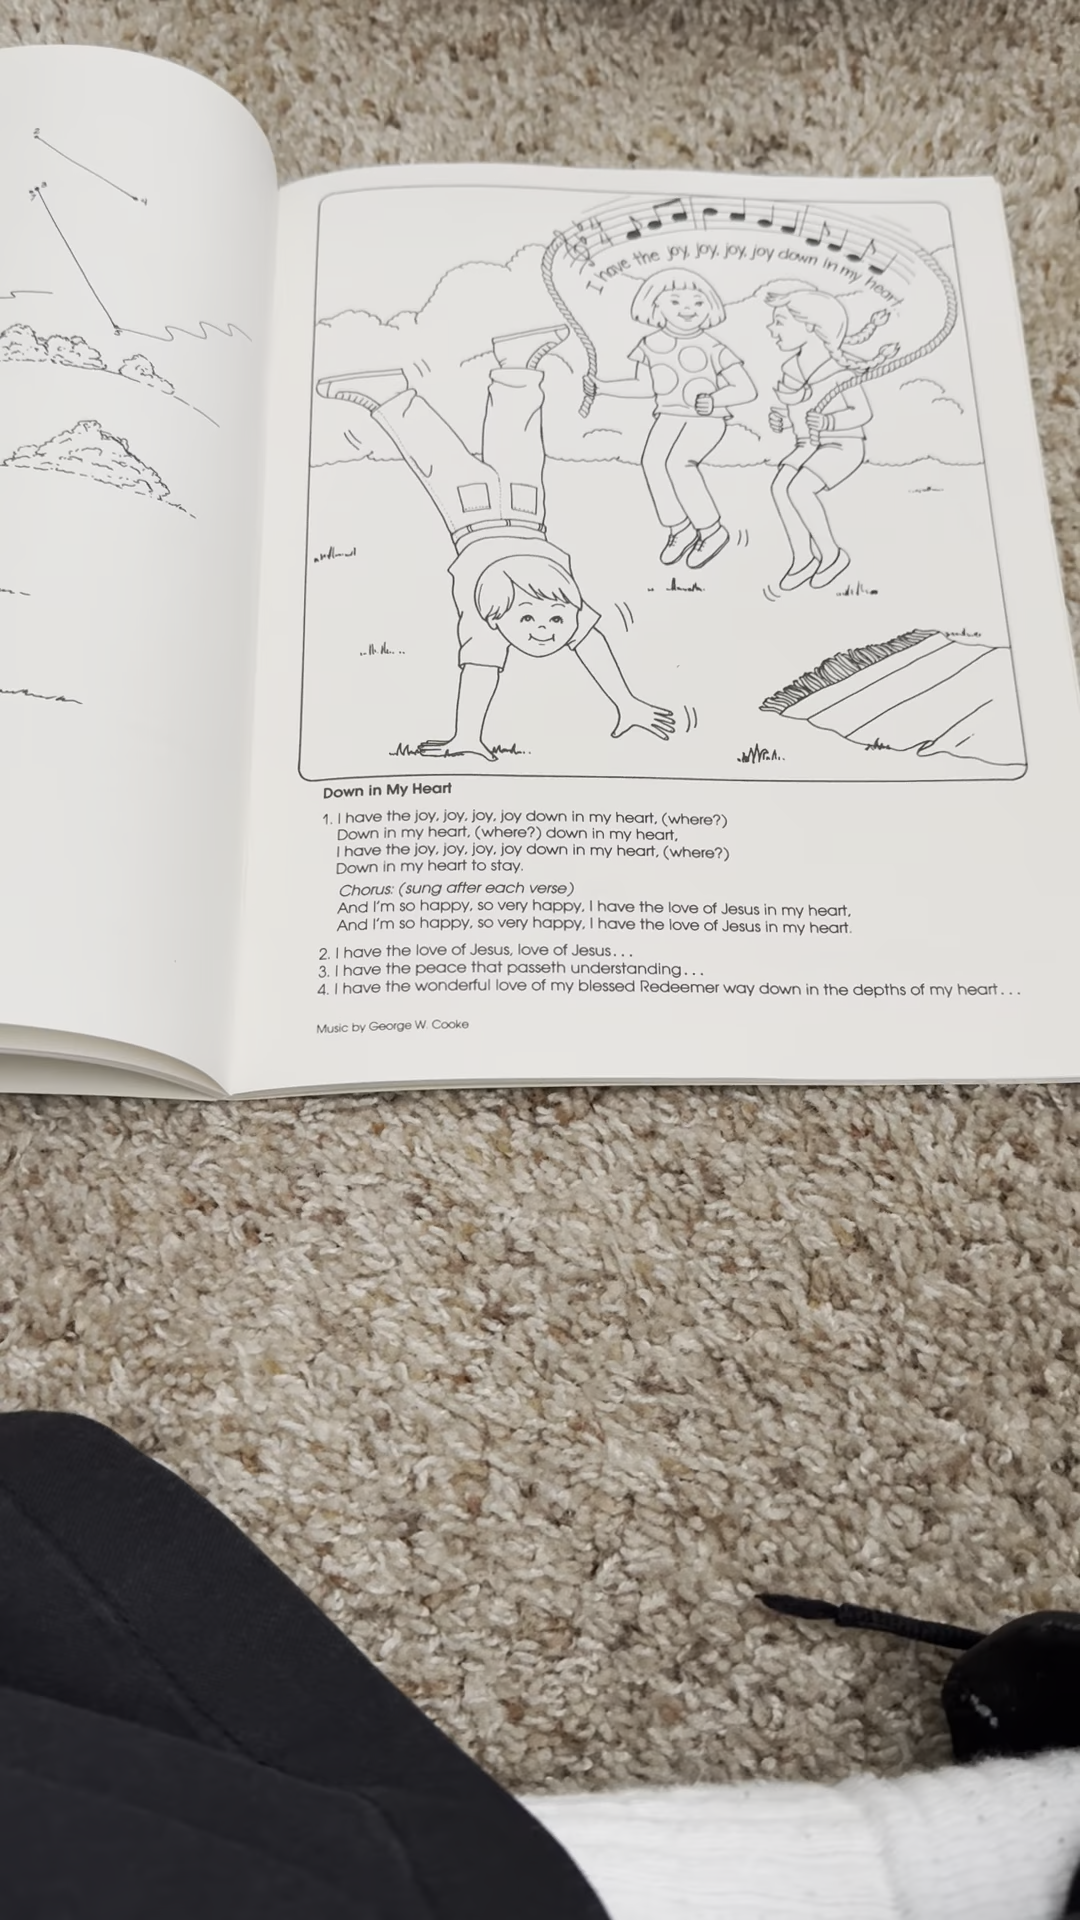 I have the joy, joy, joy, joy down in my heart
Down in My Heart
1. I have the joy, joy, joy, joy down in my heart, (where?)
Down in my heart, (where?) down in my heart,
I have the joy, joy, joy, joy down in my heart, (where?)
Down in my heart to stay.
Chorus: (sung after each verse)
And I'm so happy, so very happy, I have the love of Jesus in my heart,
And I'm so happy, so very happy, I have the love of Jesus in my heart.
2. I have the love of Jesus, love of Jesus...
3. I have the peace that passeth understanding...
4. I have the wonderful love of my blessed Redeemer way down in the depths of my heart...
Music by George W. Cooke